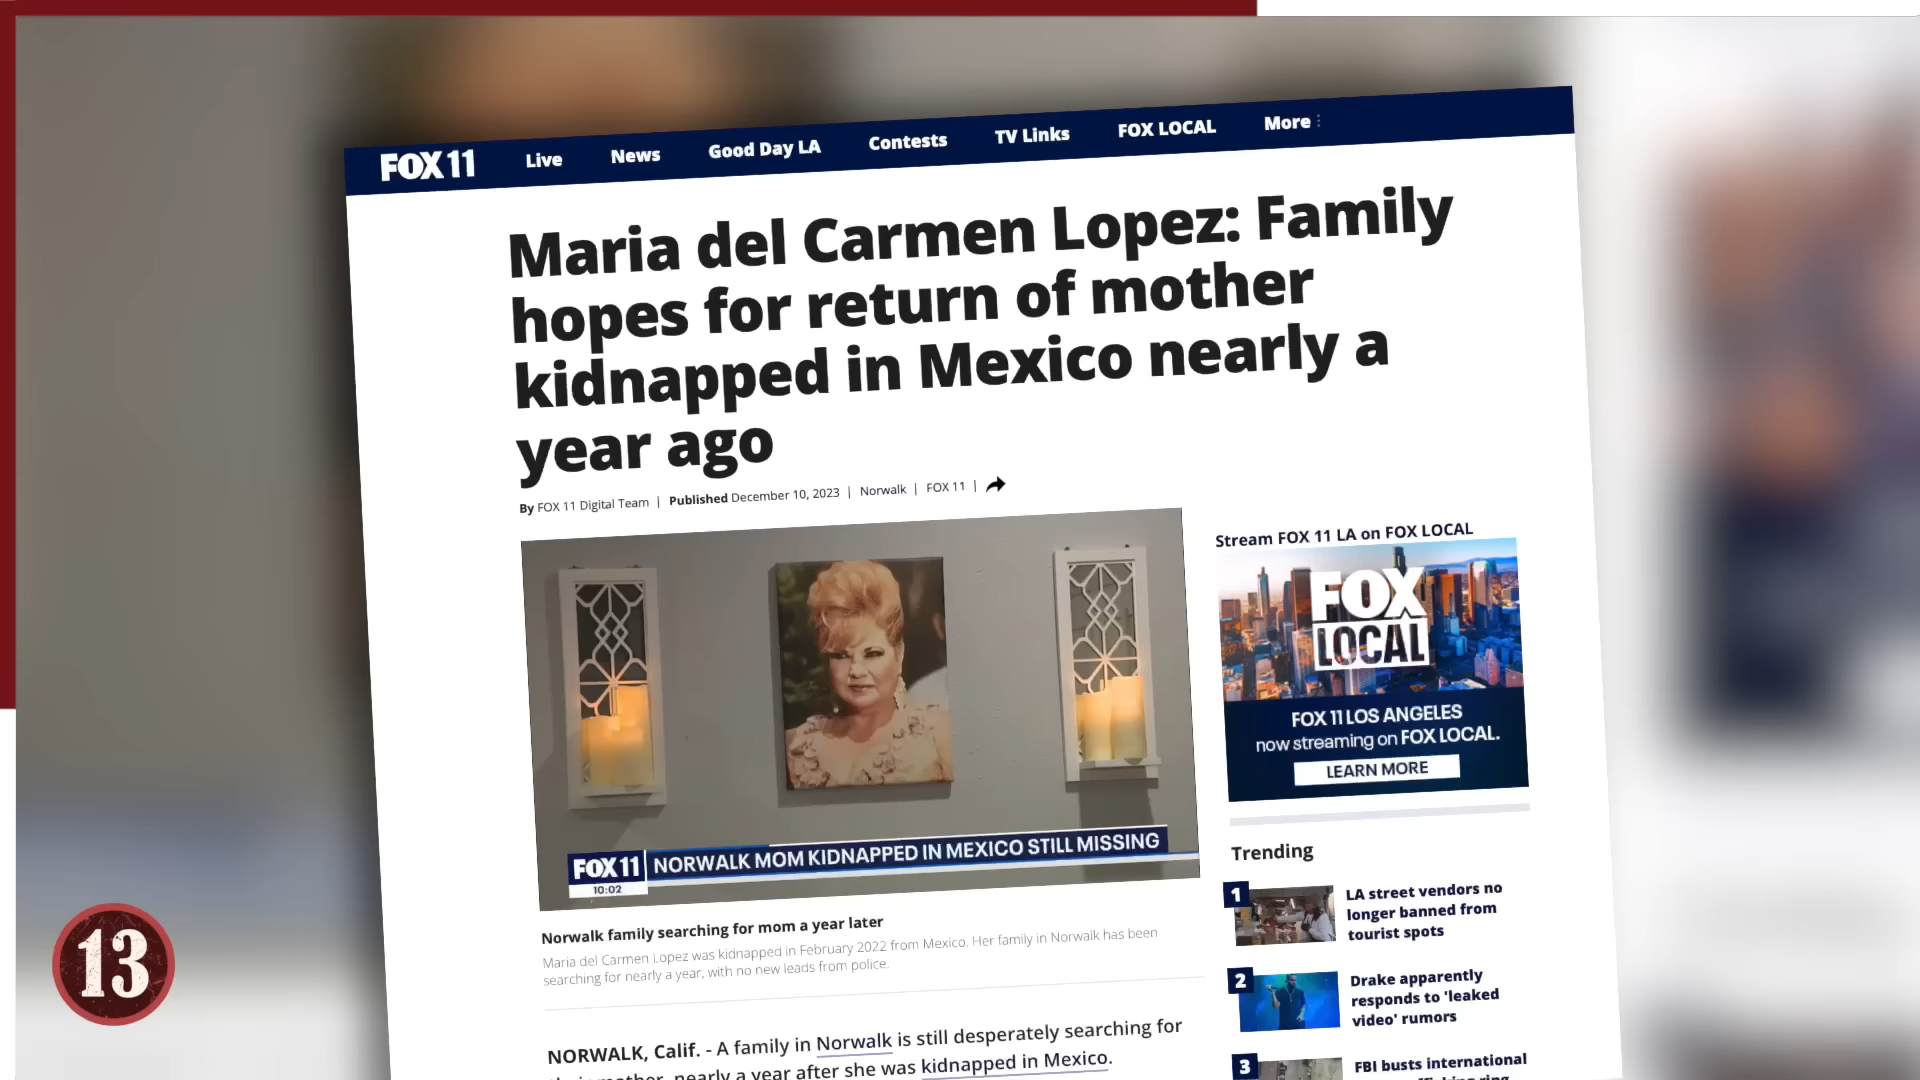 FOX 11 Live News Good Day LA Contests TV Links FOX LOCAL More
Maria del Carmen Lopez: Family
hopes for return of mother
kidnapped in Mexico nearly a
year ago
By FOX 11 Digital Team | Published December 10, 2023 | Norwalk | FOX 11 |
FOX 11
10:02
NORWALK MOM KIDNAPPED IN MEXICO STILL MISSING
Norwalk family searching for mom a year later
Maria del Carmen Lopez was kidnapped in February 2022 from Mexico. Her family in Norwalk has been
searching for nearly a year, with no new leads from police.
NORWALK, Calif. - A family in Norwalk is still desperately searching for
mother, nearly a year after she was kidnapped in Mexico.
Stream FOX 11 LA on FOX LOCAL
FOX
LOCAL
FOX 11 LOS ANGELES
now streaming on FOX LOCAL.
LEARN MORE
Trending
1
LA street vendors no
longer banned from
tourist spots
2
Drake apparently
responds to 'leaked
video' rumors
3
FBI busts international
13